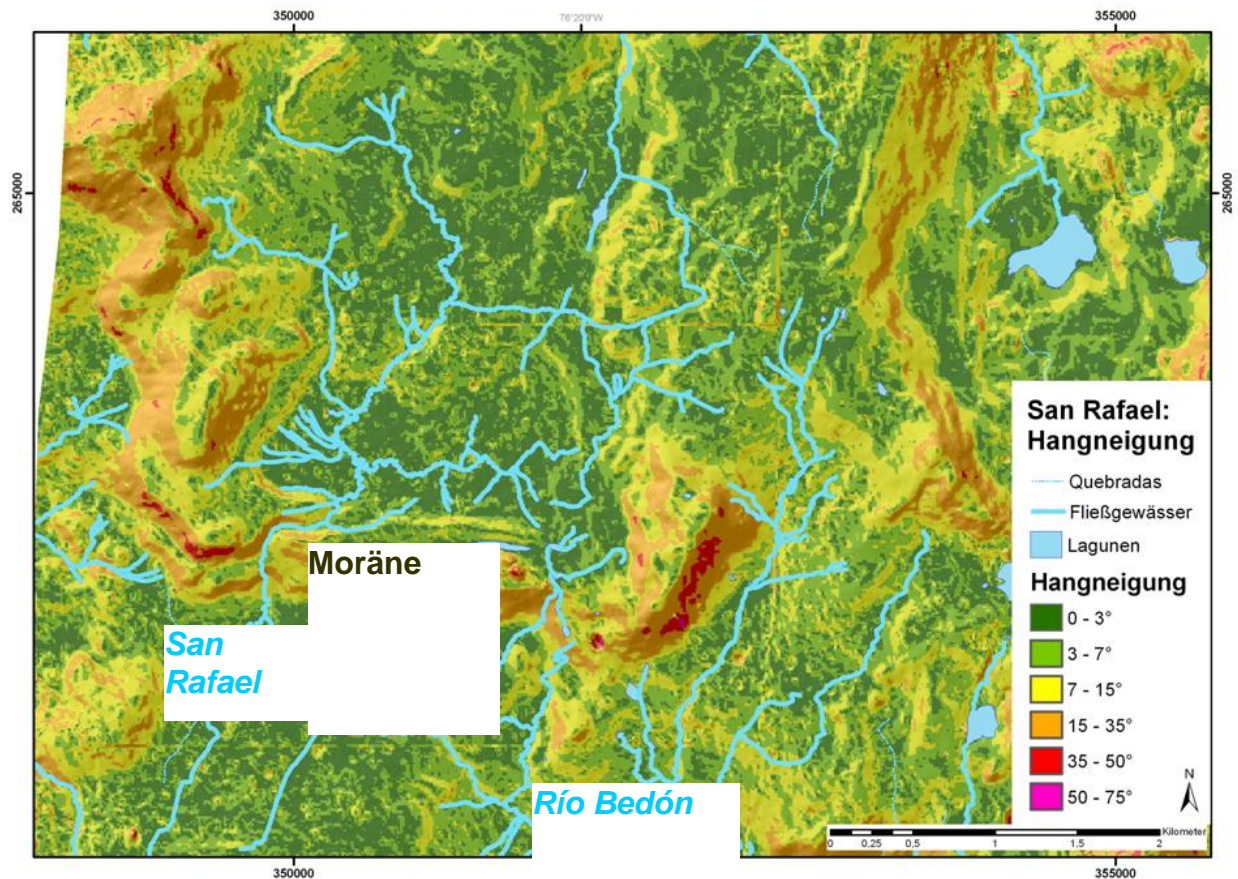 350000
76°20'0"W
355000
265000
265000
San Rafael:
Hangneigung
Quebradas
Fließgewässer
Lagunen
Hangneigung
0 - 3°
3 - 7°
7 - 15°
15 - 35°
35 - 50°
50 - 75°
N
Moräne
San
Rafael
Río Bedón
Kilometer
0 0,25 0,5 1 1,5 2
350000
355000